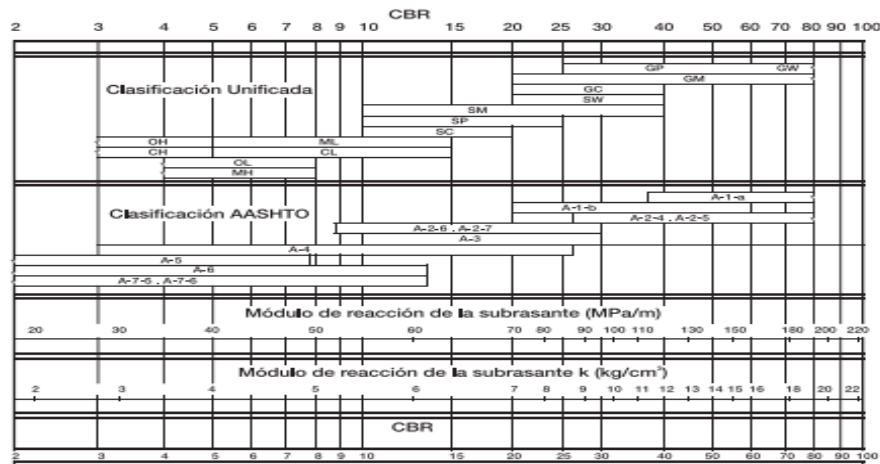 CBR
2 3 4 5 6 7 8 9 10 15 20 25 30 40 50 60 70 80 90 100
GP GW
Clasificación Unificada GM
GC
SW
SM
SP
SC
OH ML
CH CL
OL
MH
A-1-a
Clasificación AASHTO A-1-b
A-2-4 . A-2-5
A-2-6 . A-2-7
A-3
A-4
A-5
A-6
A-7-5 . A-7-6
Módulo de reacción de la subrasante (MPa/m)
20 30 40 50 60 70 80 90 100 110 130 150 180 200 220
Módulo de reacción de la subrasante k (kg/cm³)
2 3 4 5 6 7 8 9 10 11 12 13 14 15 16 18 20 22
CBR
2 3 4 5 6 7 8 9 10 15 20 25 30 40 50 60 70 80 90 100